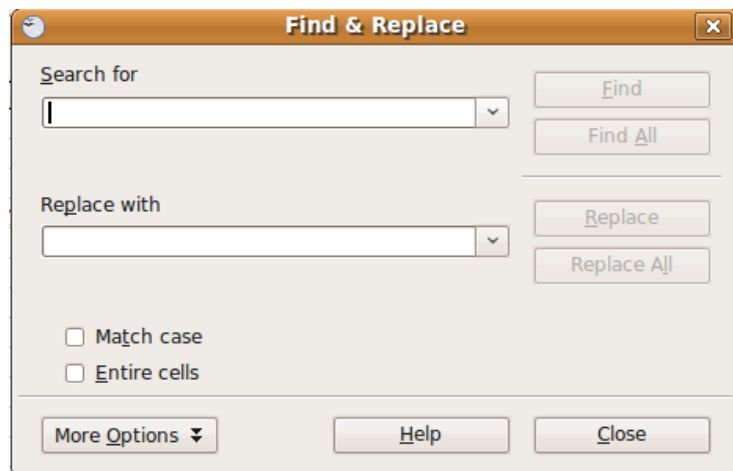 Find & Replace
Search for
Find
Find All
Replace with
Replace
Replace All
Match case
Entire cells
More Options
Help
Close